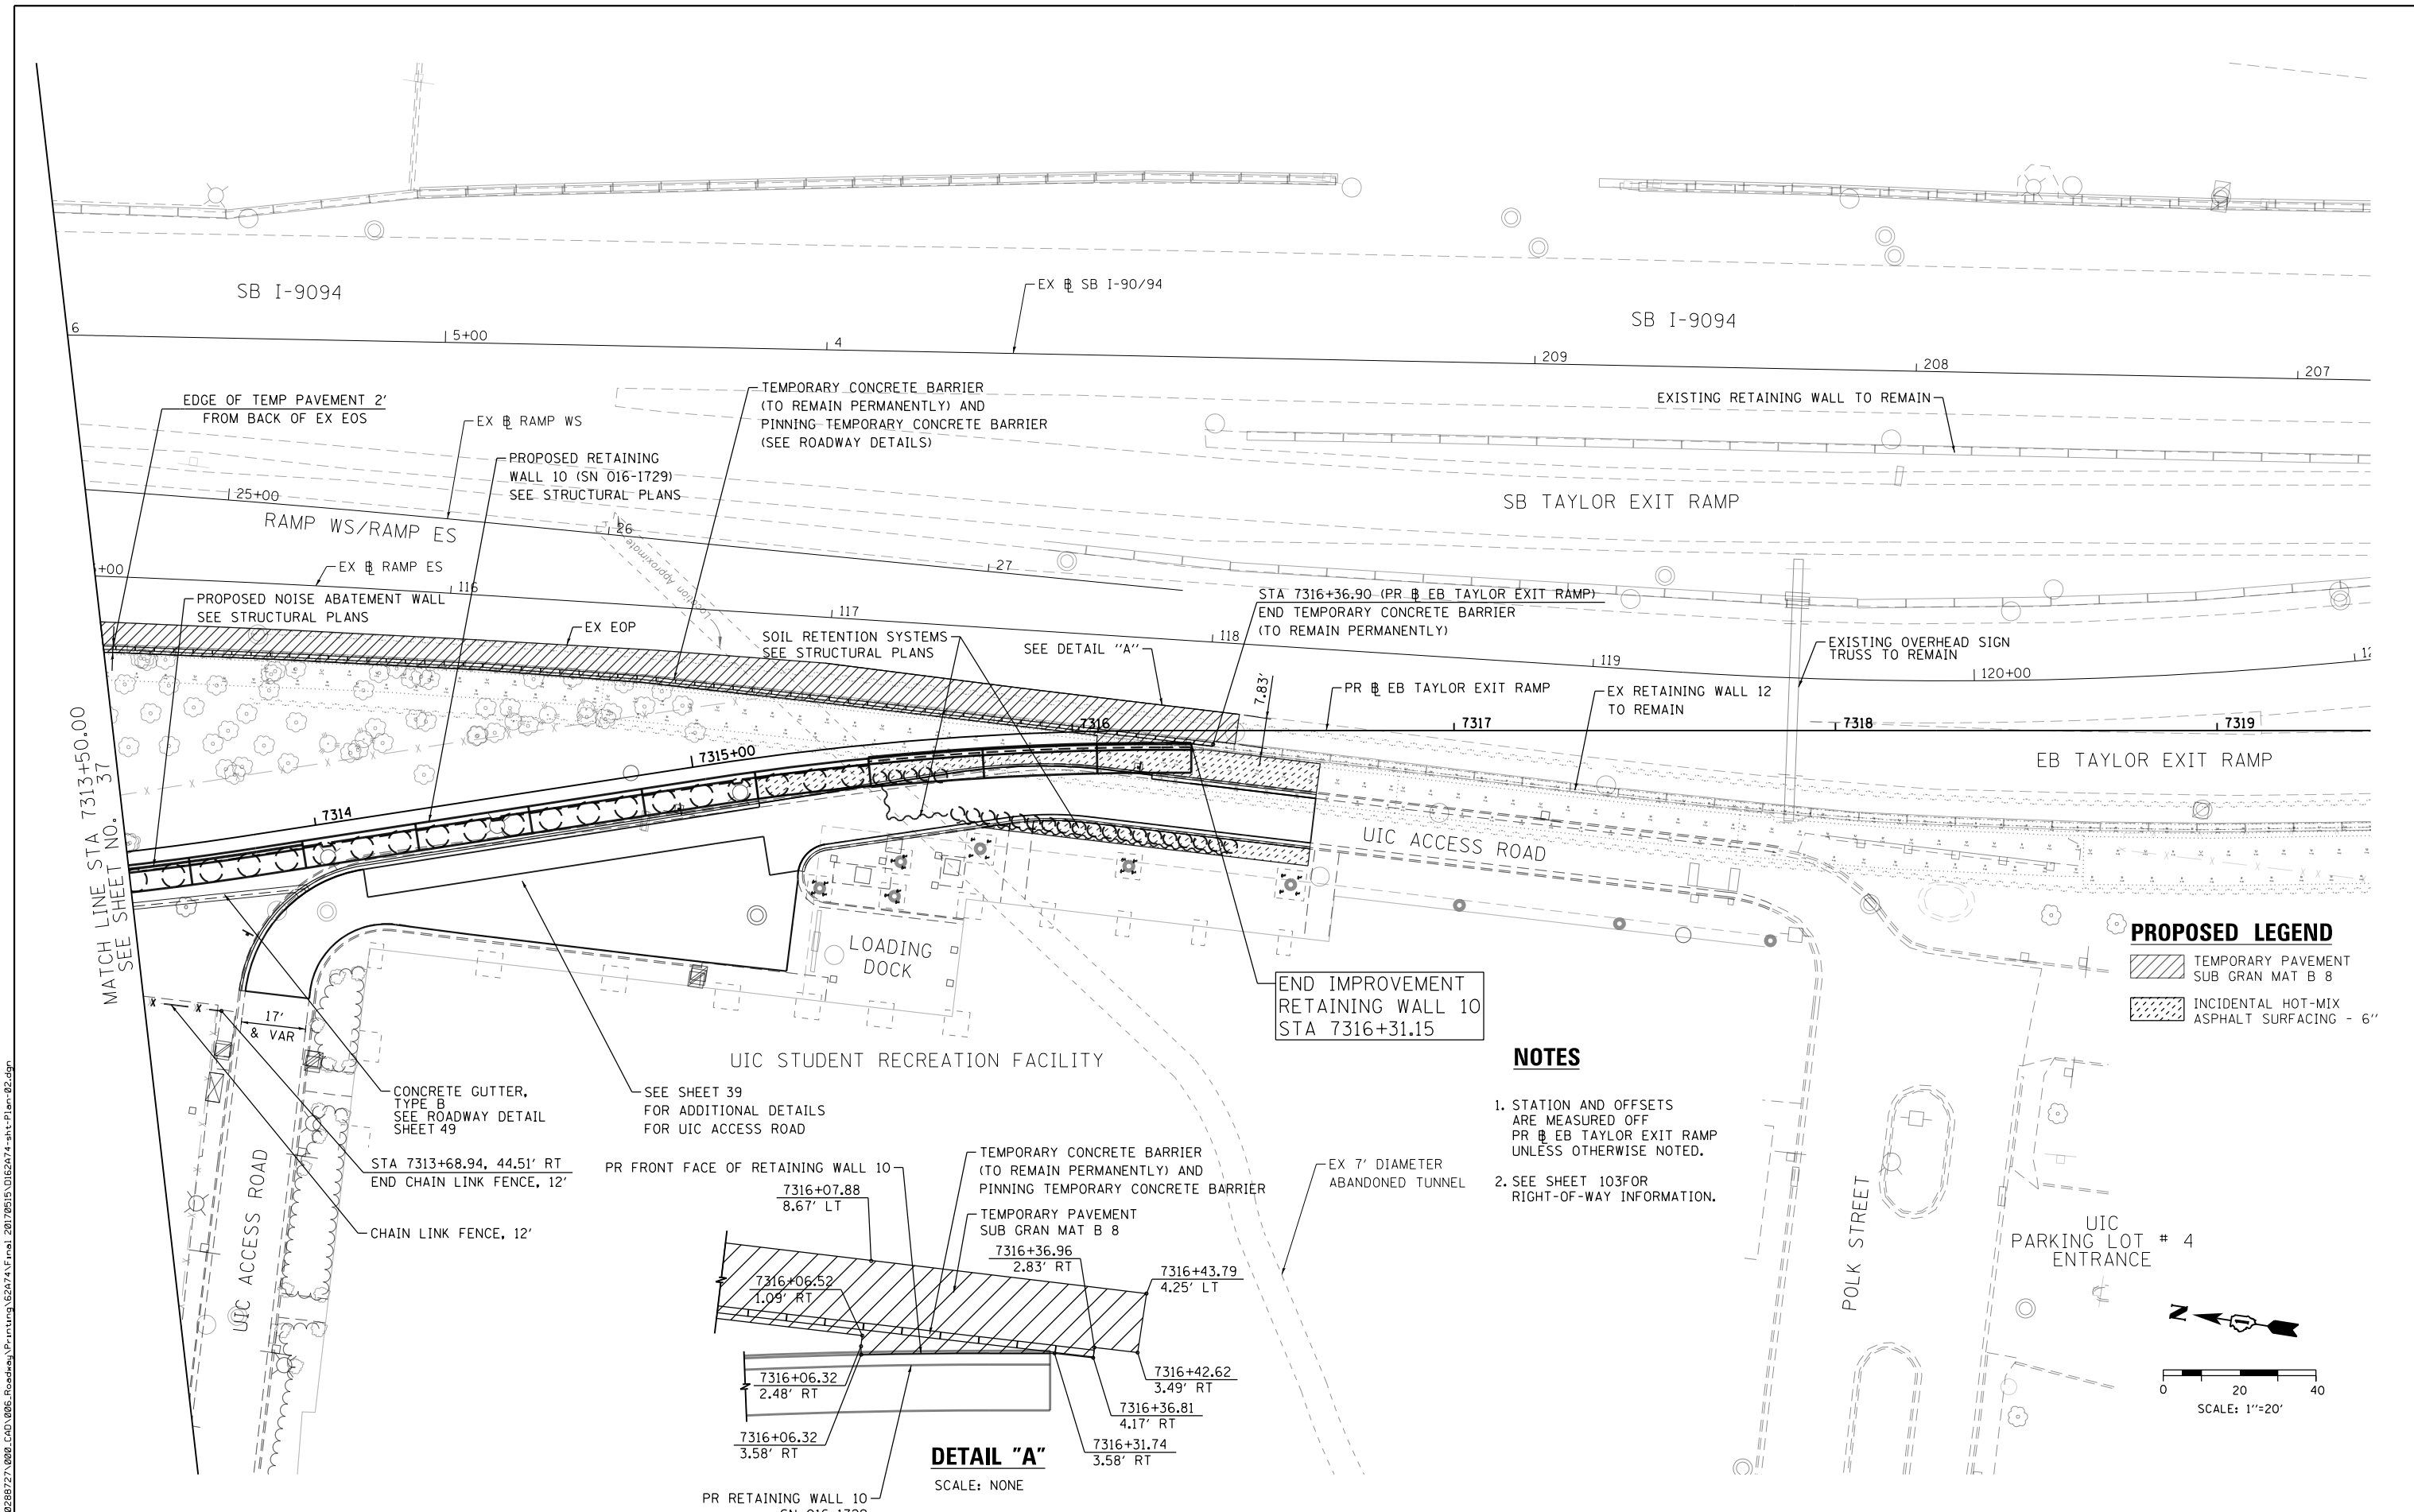 SB I-9094
EX ⅊ SB I-90/94
SB I-9094
6
5+00
4
209
208
207
EDGE OF TEMP PAVEMENT 2'
FROM BACK OF EX EOS
EX ⅊ RAMP WS
TEMPORARY CONCRETE BARRIER
(TO REMAIN PERMANENTLY) AND
PINNING TEMPORARY CONCRETE BARRIER
(SEE ROADWAY DETAILS)
EXISTING RETAINING WALL TO REMAIN
PROPOSED RETAINING
WALL 10 (SN 016-1729)
SEE STRUCTURAL PLANS
25+00
RAMP WS/RAMP ES
26
27
SB TAYLOR EXIT RAMP
Approximate Location
+00
EX ⅊ RAMP ES
116
117
118
119
120+00
12
PROPOSED NOISE ABATEMENT WALL
SEE STRUCTURAL PLANS
EX EOP
SOIL RETENTION SYSTEMS
SEE STRUCTURAL PLANS
SEE DETAIL "A"
STA 7316+36.90 (PR ⅊ EB TAYLOR EXIT RAMP)
END TEMPORARY CONCRETE BARRIER
(TO REMAIN PERMANENTLY)
7.83'
PR ⅊ EB TAYLOR EXIT RAMP
EX RETAINING WALL 12
TO REMAIN
EXISTING OVERHEAD SIGN
TRUSS TO REMAIN
7314
7315+00
7316
7317
7318
7319
EB TAYLOR EXIT RAMP
MATCH LINE STA 7313+50.00
SEE SHEET NO. 37
UIC ACCESS ROAD
LOADING
DOCK
END IMPROVEMENT
RETAINING WALL 10
STA 7316+31.15
PROPOSED LEGEND
TEMPORARY PAVEMENT
SUB GRAN MAT B 8
INCIDENTAL HOT-MIX
ASPHALT SURFACING - 6"
X X
17'
& VAR
UIC STUDENT RECREATION FACILITY
CONCRETE GUTTER,
TYPE B
SEE ROADWAY DETAIL
SHEET 49
SEE SHEET 39
FOR ADDITIONAL DETAILS
FOR UIC ACCESS ROAD
STA 7313+68.94, 44.51' RT
END CHAIN LINK FENCE, 12'
CHAIN LINK FENCE, 12'
UIC ACCESS ROAD
NOTES
1. STATION AND OFFSETS
ARE MEASURED OFF
PR ⅊ EB TAYLOR EXIT RAMP
UNLESS OTHERWISE NOTED.
2. SEE SHEET 103FOR
RIGHT-OF-WAY INFORMATION.
EX 7' DIAMETER
ABANDONED TUNNEL
PR FRONT FACE OF RETAINING WALL 10
TEMPORARY CONCRETE BARRIER
(TO REMAIN PERMANENTLY) AND
PINNING TEMPORARY CONCRETE BARRIER
TEMPORARY PAVEMENT
SUB GRAN MAT B 8
7316+07.88
8.67' LT
7316+36.96
2.83' RT
7316+43.79
4.25' LT
7316+06.52
1.09' RT
7316+06.32
2.48' RT
7316+42.62
3.49' RT
7316+36.81
4.17' RT
7316+06.32
3.58' RT
7316+31.74
3.58' RT
DETAIL "A"
SCALE: NONE
PR RETAINING WALL 10
POLK STREET
UIC
PARKING LOT # 4
ENTRANCE
N
0 20 40
SCALE: 1"=20'